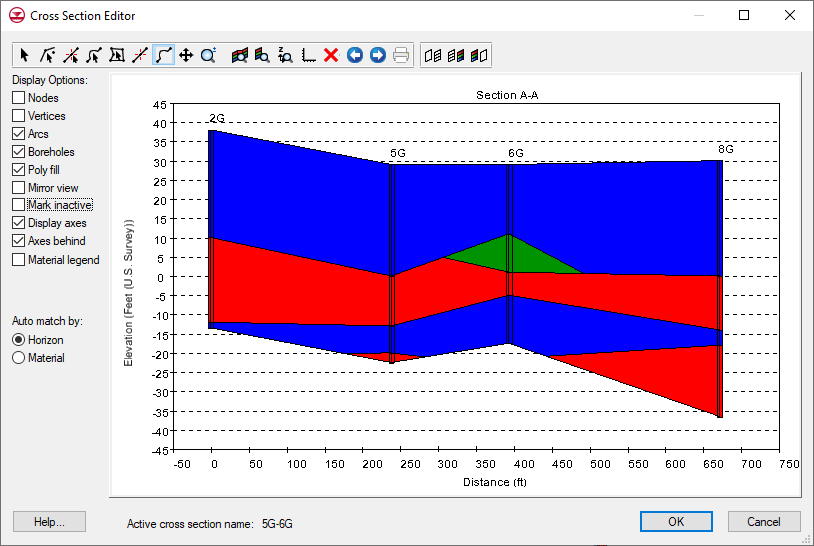 Cross Section Editor
Display Options:
Nodes
Vertices
Arcs
Boreholes
Poly fill
Mirror view
Mark inactive
Display axes
Axes behind
Material legend
Auto match by:
Horizon
Material
Section A-A
2G
5G
6G
8G
45
40
35
30
25
20
15
10
5
0
-5
-10
-15
-20
-25
-30
-35
-40
-45
Elevation (Feet (U.S. Survey))
-50 0 50 100 150 200 250 300 350 400 450 500 550 600 650 700 750
Distance (ft)
Help...
Active cross section name: 5G-6G
OK
Cancel